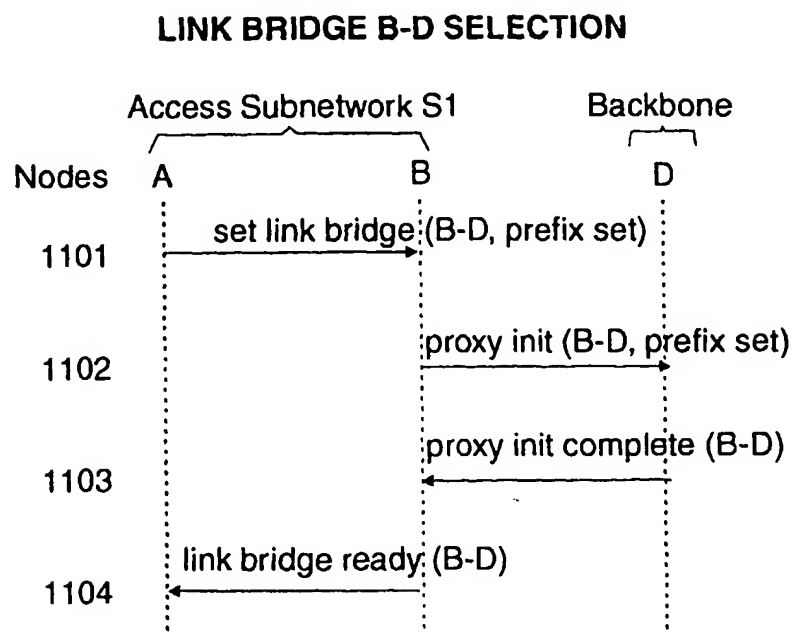 LINK BRIDGE B-D SELECTION
Access Subnetwork S1 Backbone
Nodes A B D
set link bridge (B-D, prefix set)
1101
proxy init (B-D, prefix set)
1102
proxy init complete (B-D)
1103
link bridge ready (B-D)
1104